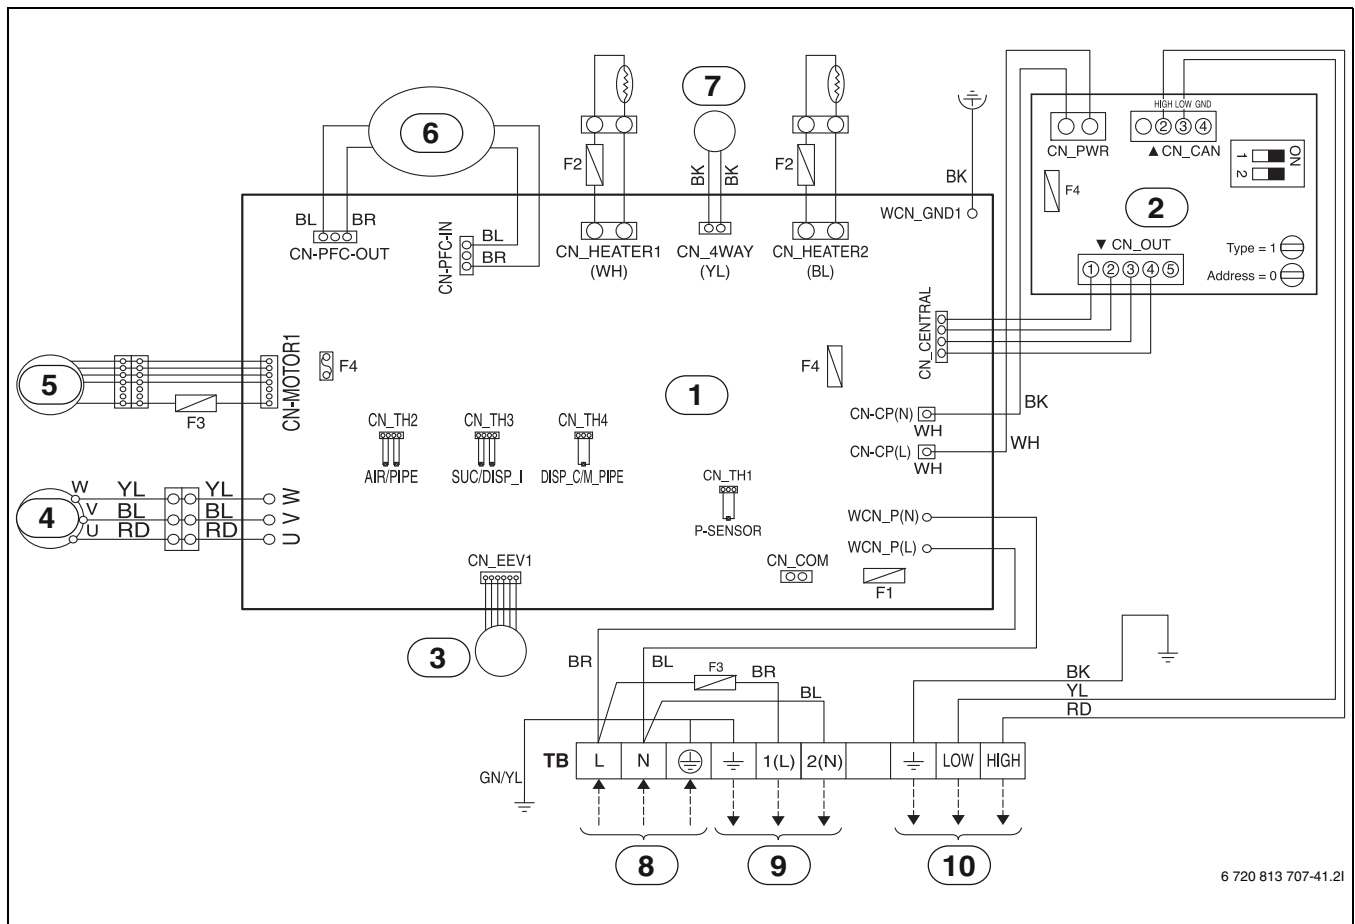 HIGH LOW GND
2 3 4
CN_PWR
▲ CN_CAN
ON
1
2
F4
2
▼ CN_OUT
1 2 3 4 5
Type = 1
Address = 0
6
7
F2
BK
BK
F2
BK
BL
BR
CN-PFC-OUT
CN-PFC-IN
BL
BR
CN_HEATER1
(WH)
CN_4WAY
(YL)
CN_HEATER2
(BL)
WCN_GND1
CN_CENTRAL
5
F3
CN-MOTOR1
F4
1
F4
CN-CP(N)
WH
BK
CN-CP(L)
WH
WH
CN_TH2
AIR/PIPE
CN_TH3
SUC/DISP_I
CN_TH4
DISP_C/M_PIPE
CN_TH1
P-SENSOR
4
W
V
U
YL
BL
RD
YL
BL
RD
W
V
U
WCN_P(N)
WCN_P(L)
CN_EEV1
CN_COM
F1
3
BR
BL
F3
BR
BL
BK
YL
RD
GN/YL
TB
L
N
1(L)
2(N)
LOW
HIGH
8
9
10
6 720 813 707-41.2I